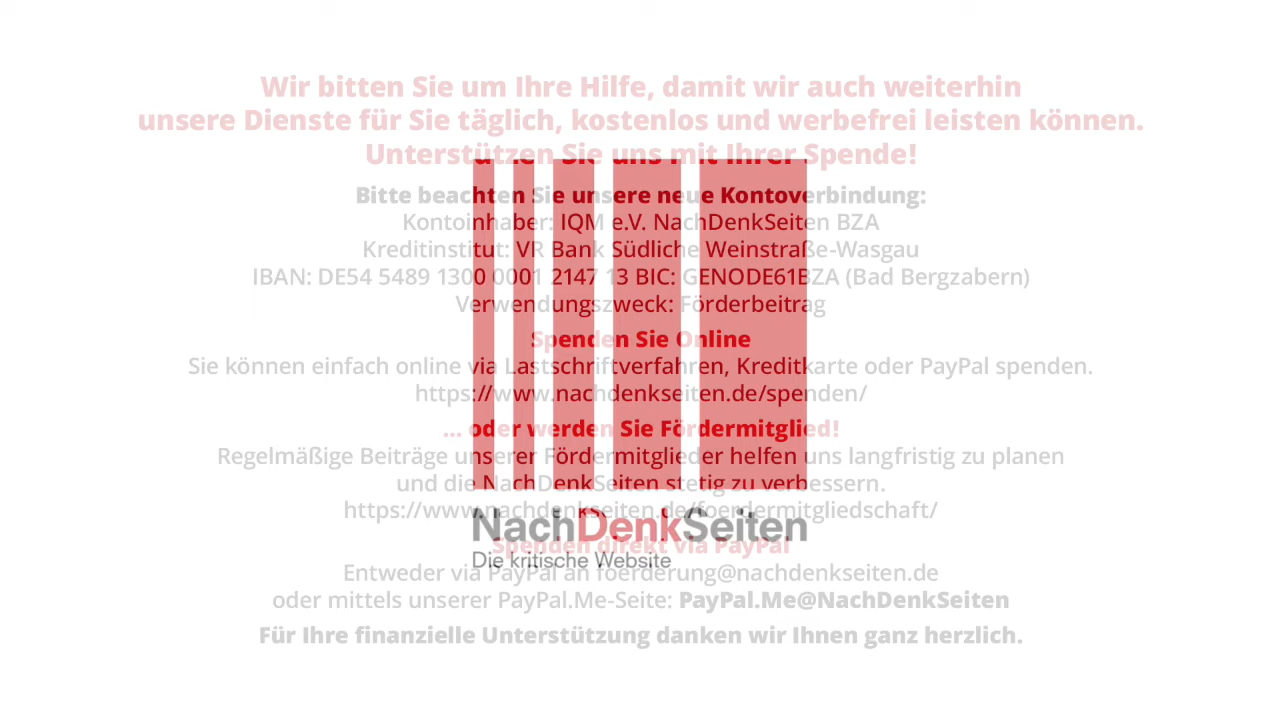 Wir bitten Sie um Ihre Hilfe, damit wir auch weiterhin
unsere Dienste für Sie täglich, kostenlos und werbefrei leisten können.
Unterstützen Sie uns mit Ihrer Spende!
Bitte beachten Sie unsere neue Kontoverbindung:
Kontoinhaber: IQM e.V. NachDenkSeiten BZA
Kreditinstitut: VR Bank Südliche Weinstraße-Wasgau
IBAN: DE54 5489 1300 0001 2147 13 BIC: GENODE61BZA (Bad Bergzabern)
Verwendungszweck: Förderbeitrag
Spenden Sie Online
Sie können einfach online via Lastschriftverfahren, Kreditkarte oder PayPal spenden.
https://www.nachdenkseiten.de/spenden/
... oder werden Sie Fördermitglied!
Regelmäßige Beiträge unserer Fördermitglieder helfen uns langfristig zu planen
und die NachDenkSeiten stetig zu verbessern.
https://www.nachdenkseiten.de/foerdermitgliedschaft/
NachDenkSeiten
Spenden direkt via PayPal
Die kritische Website
Entweder via PayPal an foerderung@nachdenkseiten.de
oder mittels unserer PayPal.Me-Seite: PayPal.Me@NachDenkSeiten
Für Ihre finanzielle Unterstützung danken wir Ihnen ganz herzlich.